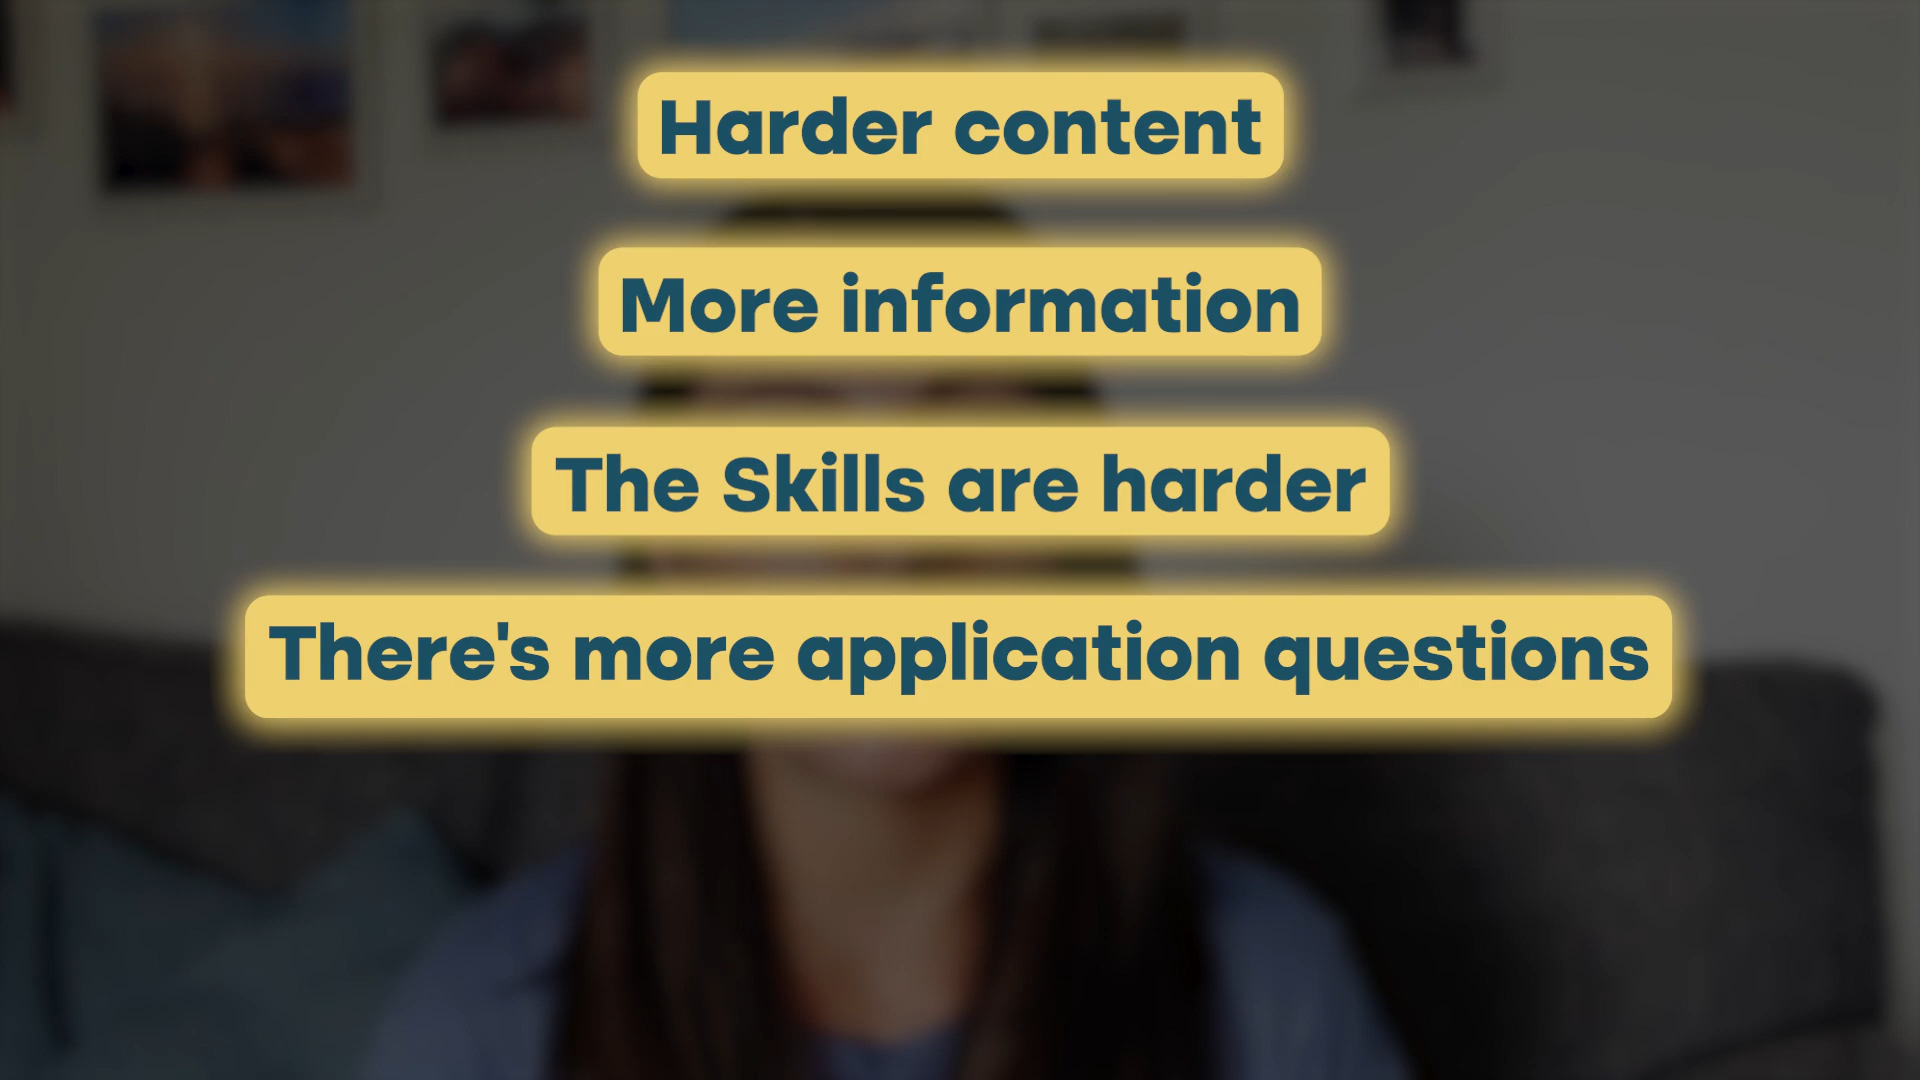 Harder content
More information
The Skills are harder
There's more application questions